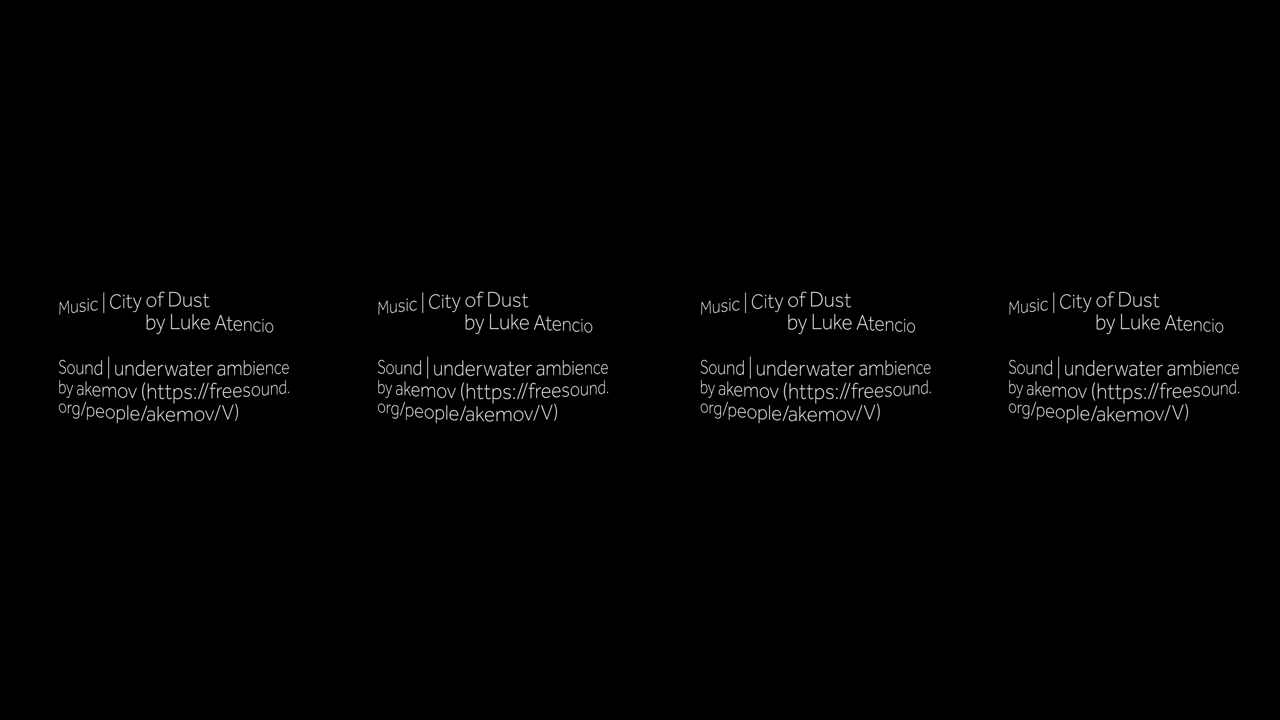 Music | City of Dust
by Luke Atencio
Sound | underwater ambience
by akemov (https://freesound.
org/people/akemov/V)
Music | City of Dust
by Luke Atencio
Sound | underwater ambience
by akemov (https://freesound.
org/people/akemov/V)
Music | City of Dust
by Luke Atencio
Sound | underwater ambience
by akemov (https://freesound.
org/people/akemov/V)
Music | City of Dust
by Luke Atencio
Sound | underwater ambience
by akemov (https://freesound.
org/people/akemov/V)